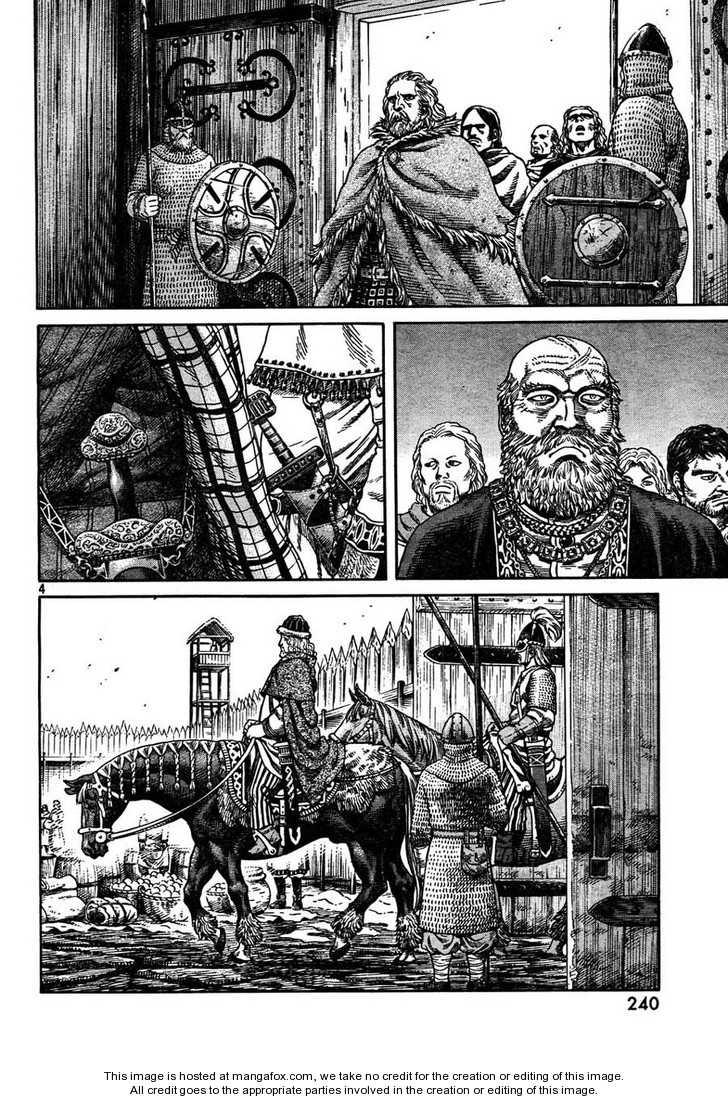 4
240
This image is hosted at mangafox.com, we take no credit for the creation or editing of this image.
All credit goes to the appropriate parties involved in the creation or editing of this image.